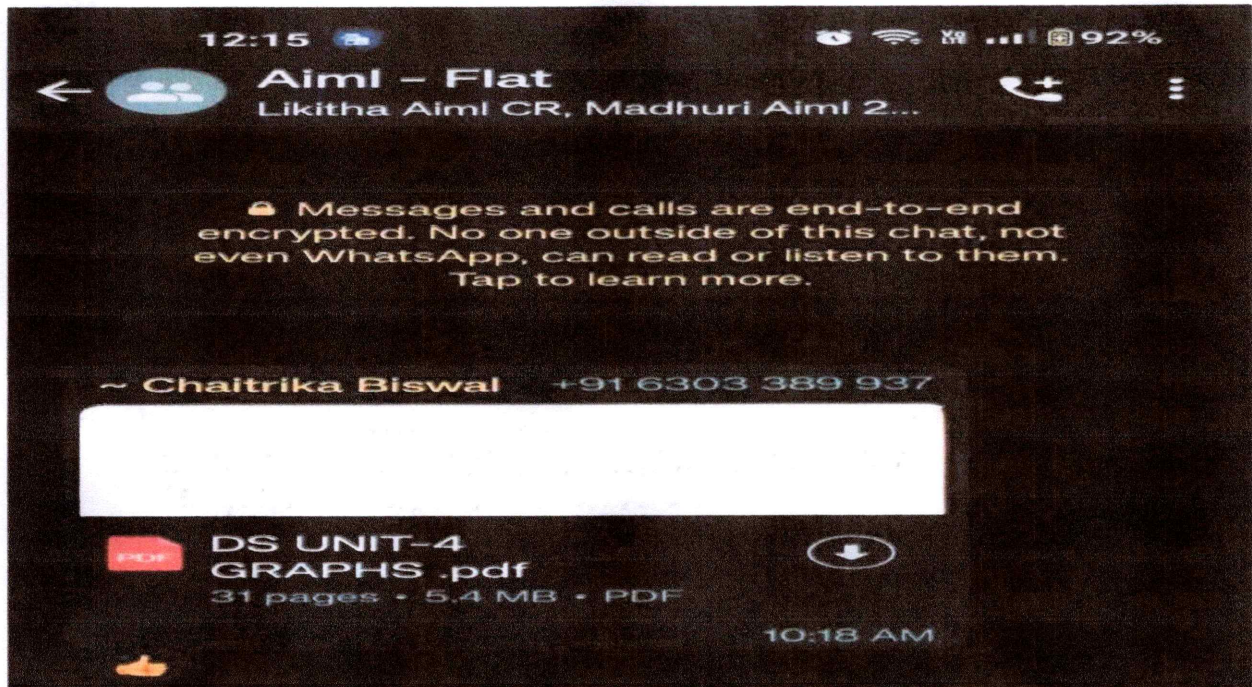 12:15 92%
Aiml - Flat
Likitha Aiml CR, Madhuri Aiml 2...
Messages and calls are end-to-end
encrypted. No one outside of this chat, not
even WhatsApp, can read or listen to them.
Tap to learn more.
~ Chaitrika Biswal +91 6303 389 937
PDF DS UNIT-4
GRAPHS .pdf
31 pages • 5.4 MB • PDF
10:18 AM